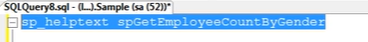 SQLQuery8.sql - (l...).Sample (sa (52))*
sp_helptext spGetEmployeeCountByGender